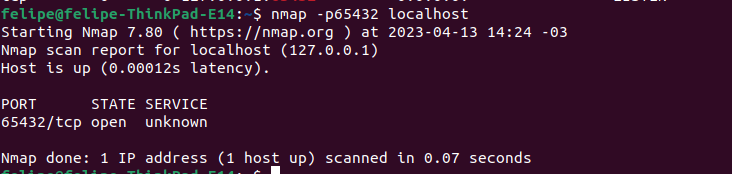 felipe@felipe-ThinkPad-E14:~$ nmap -p65432 localhost
Starting Nmap 7.80 ( https://nmap.org ) at 2023-04-13 14:24 -03
Nmap scan report for localhost (127.0.0.1)
Host is up (0.00012s latency).
PORT      STATE SERVICE
65432/tcp open  unknown
Nmap done: 1 IP address (1 host up) scanned in 0.07 seconds
felipe@felipe-ThinkPad-E14:~$